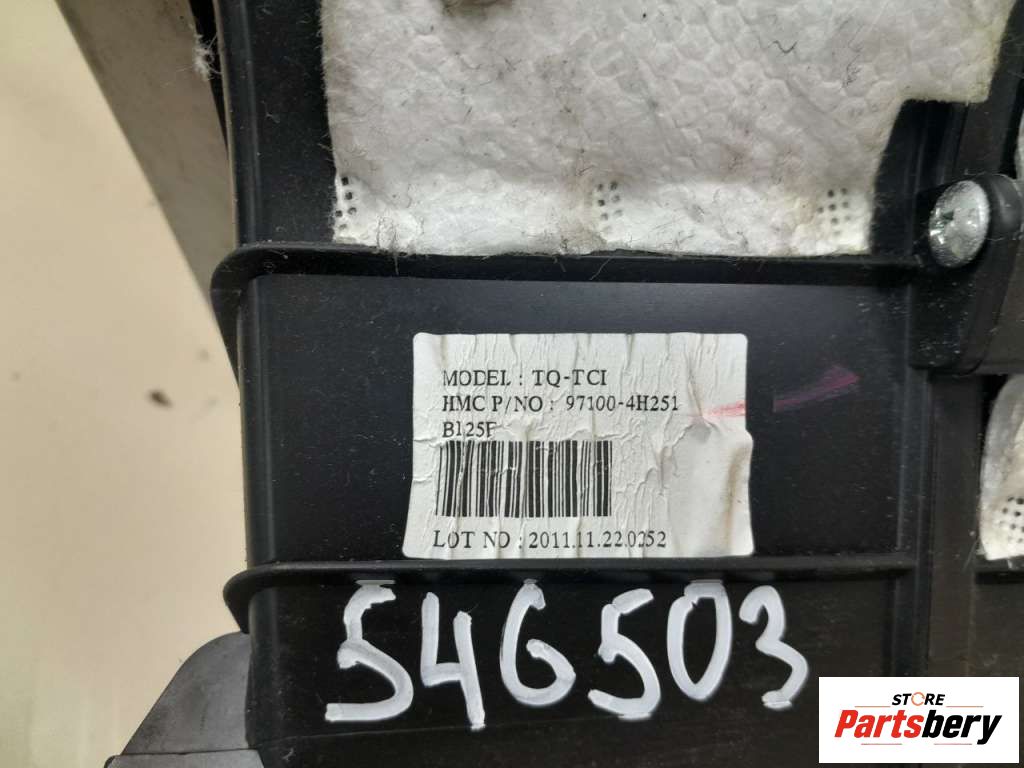 MODEL : TQ-TCI
HMC P/NO : 97100-4H251
B125F
LOT NO : 2011.11.22.0252
546503
STORE
Partsbery